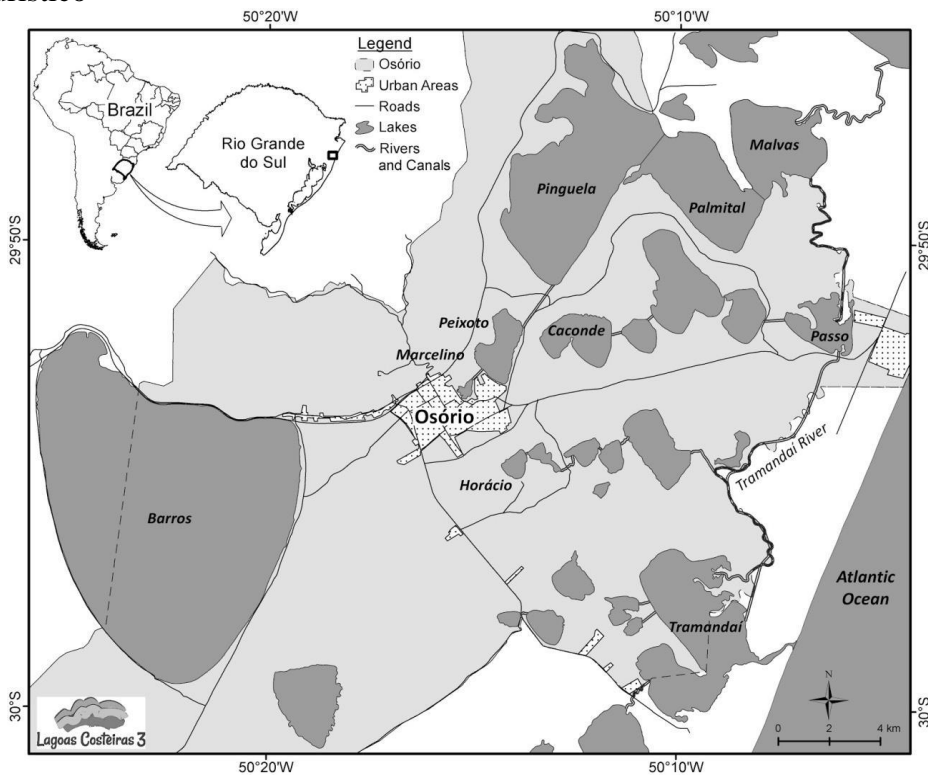 50°20'W
50°10'W
Legend
Osório
Urban Areas
Roads
Lakes
Rivers
and Canals
Brazil
Rio Grande
do Sul
Malvas
Pinguela
Palmital
29°50'S
29°50'S
Peixoto
Caconde
Passo
Marcelino
Osório
Horácio
Tramandaí River
Barros
Atlantic
Ocean
Tramandaí
N
30°S
30°S
Lagoas Costeiras 3
0 2 4 km
50°20'W
50°10'W